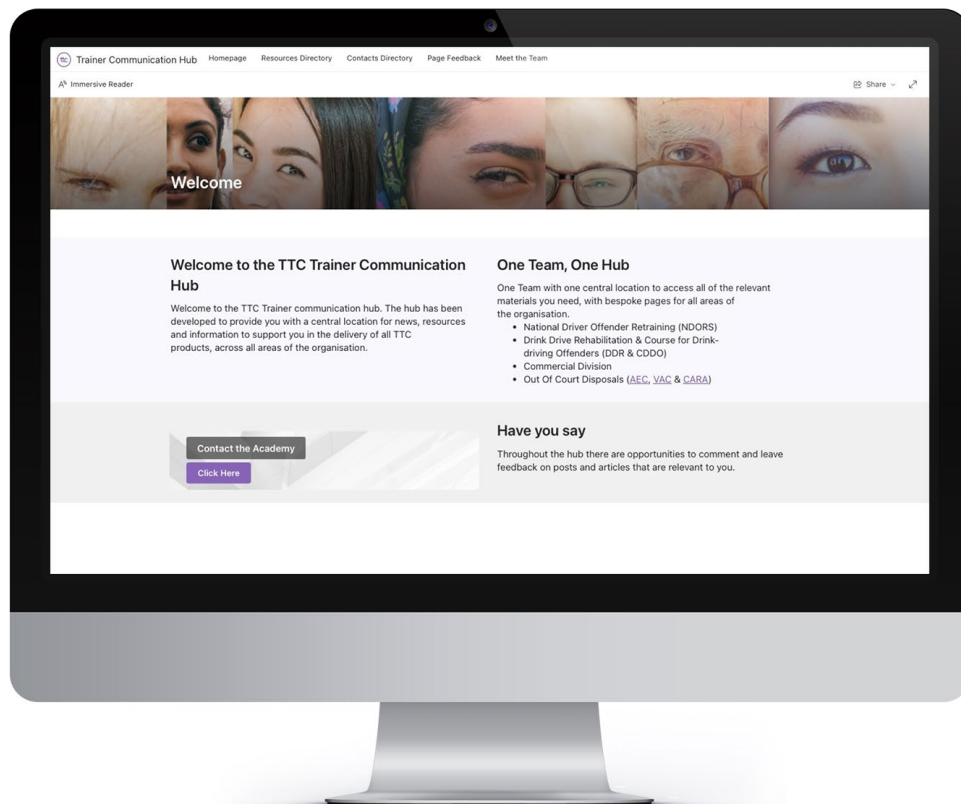 TTC Trainer Communication Hub Homepage Resources Directory Contacts Directory Page Feedback Meet the Team
Immersive Reader Share
Welcome
Welcome to the TTC Trainer Communication
Hub
Welcome to the TTC Trainer communication hub. The hub has been
developed to provide you with a central location for news, resources
and information to support you in the delivery of all TTC
products, across all areas of the organisation.
One Team, One Hub
One Team with one central location to access all of the relevant
materials you need, with bespoke pages for all areas of
the organisation.
• National Driver Offender Retraining (NDORS)
• Drink Drive Rehabilitation & Course for Drink-
driving Offenders (DDR & CDDO)
• Commercial Division
• Out Of Court Disposals (AEC, VAC & CARA)
Contact the Academy
Click Here
Have you say
Throughout the hub there are opportunities to comment and leave
feedback on posts and articles that are relevant to you.